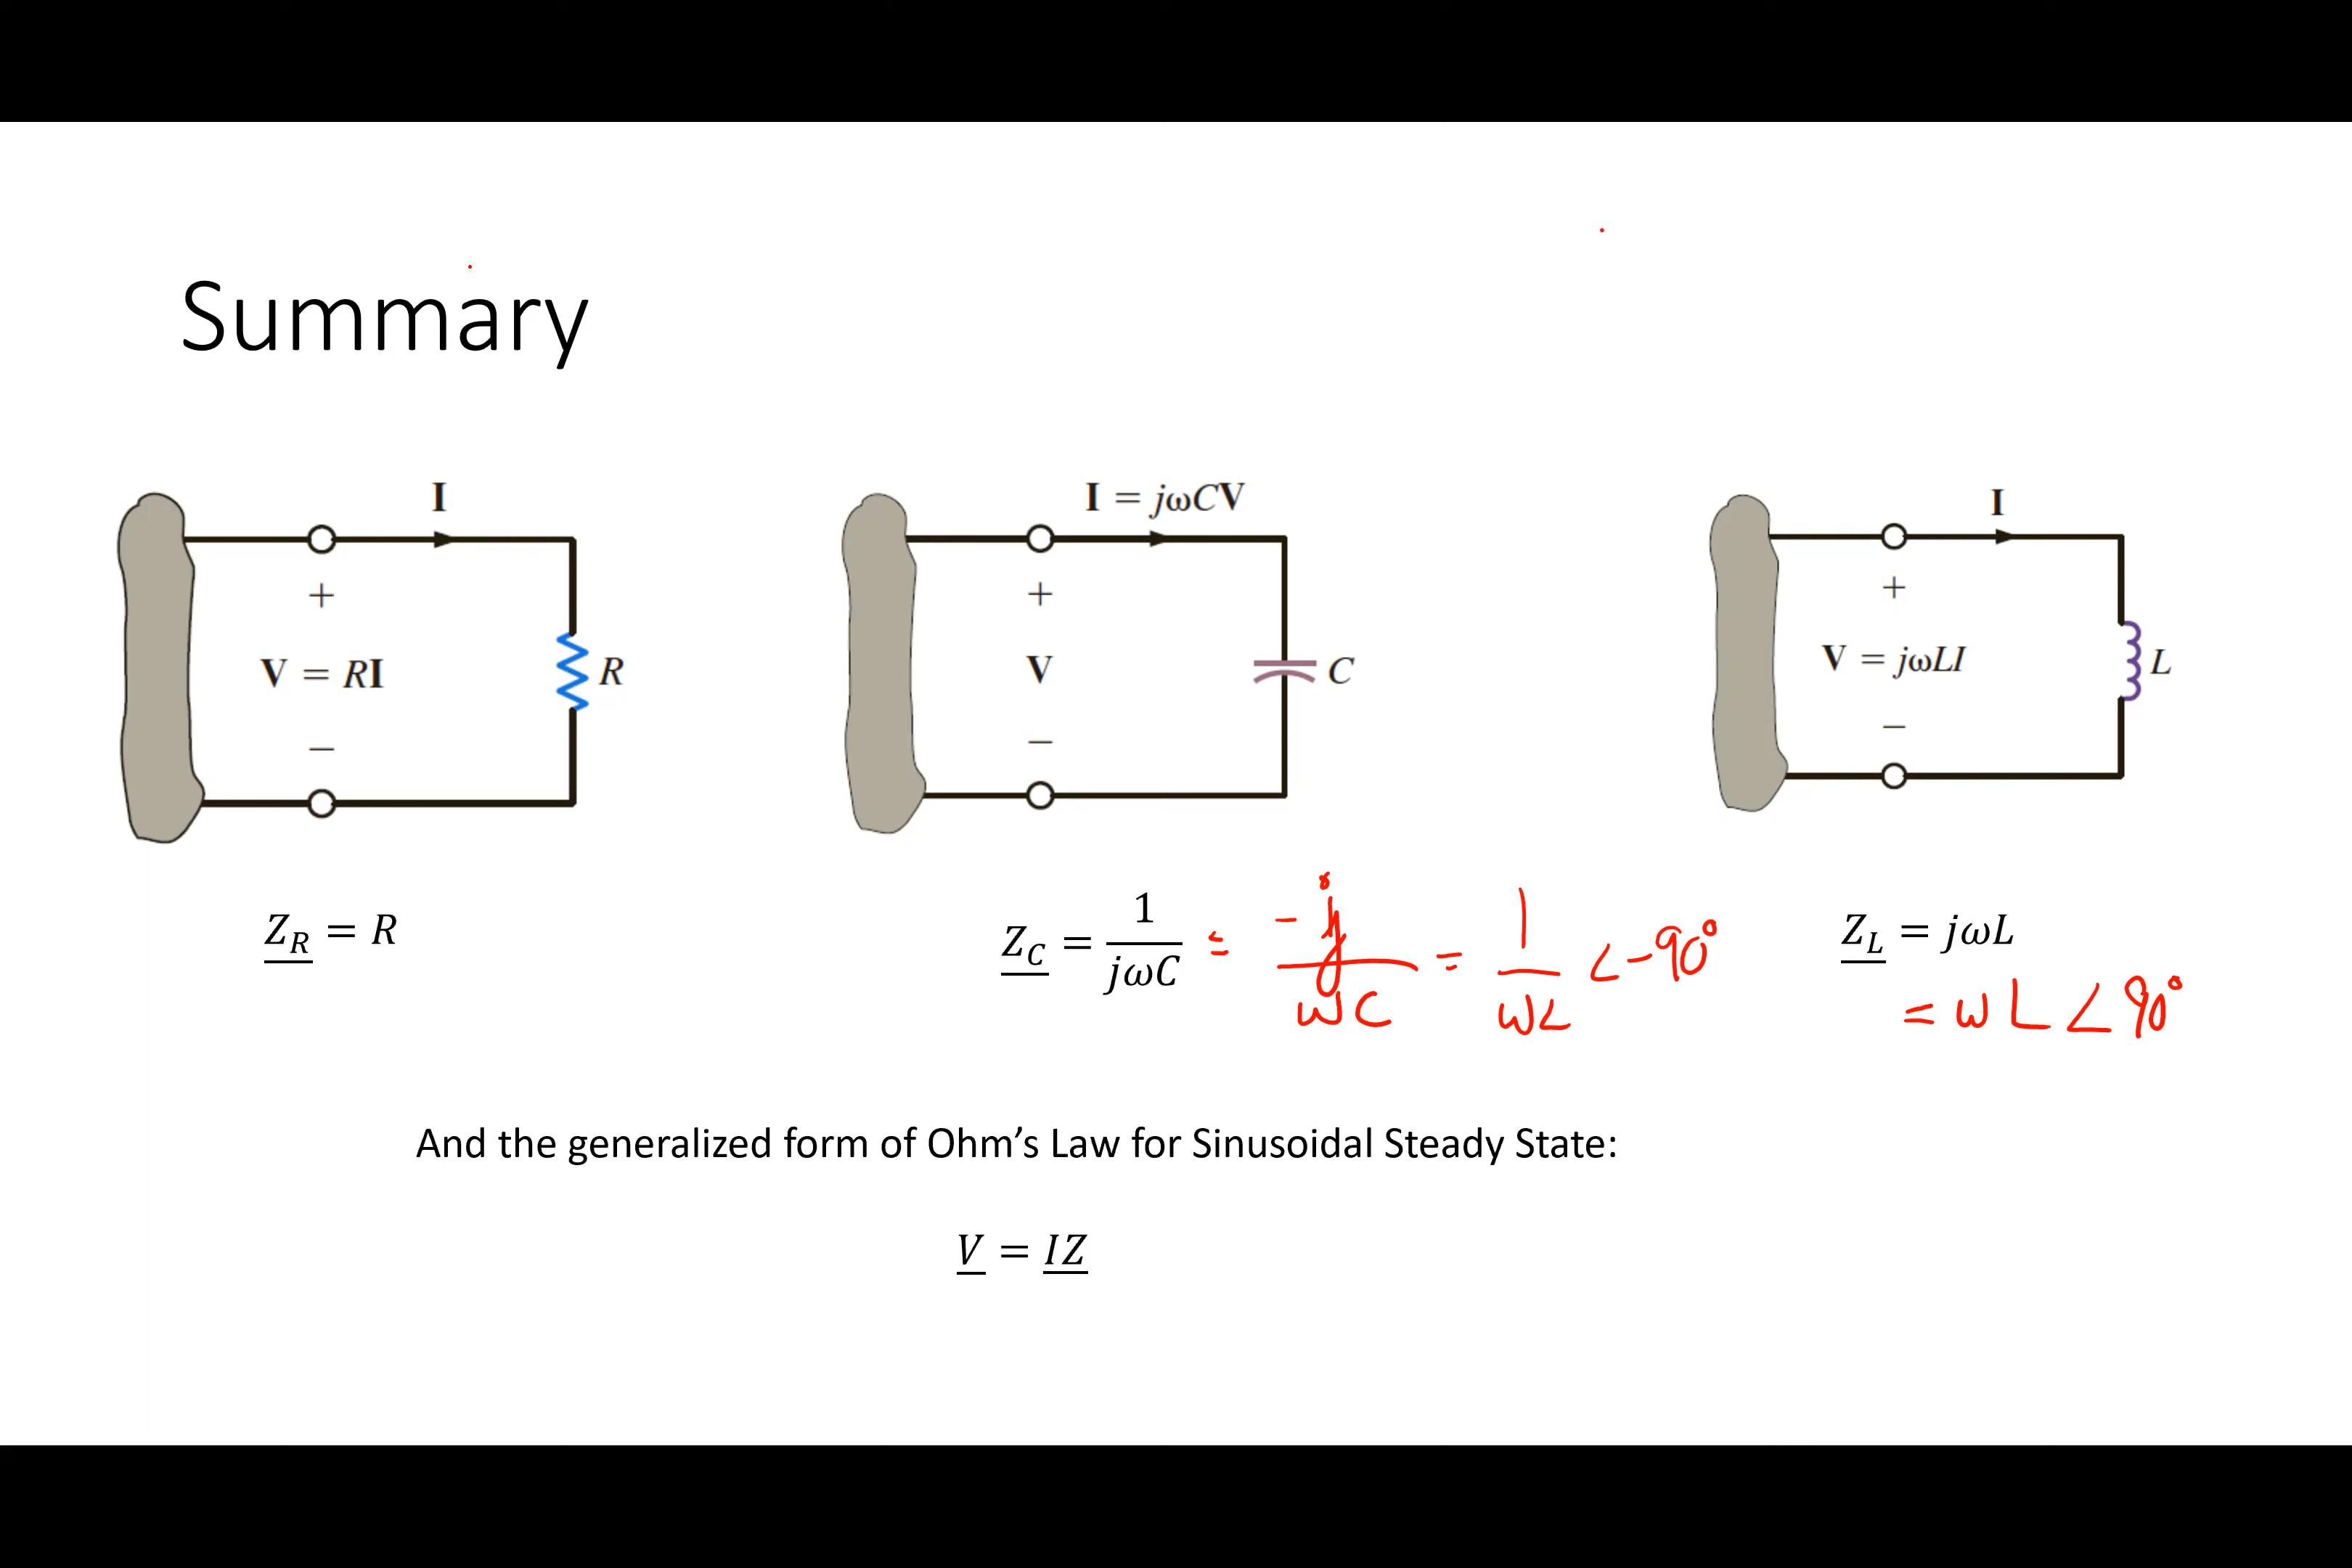 Summary
I
I = jωCV
I
+
+
+
V = RI
R
V
C
V = jωLI
L
−
−
−
Z_R = R
Z_C = 1/jωC = -j/ωC = 1/ωC ∠-90°
Z_L = jωL
= ωL ∠90°
And the generalized form of Ohm’s Law for Sinusoidal Steady State:
V = IZ